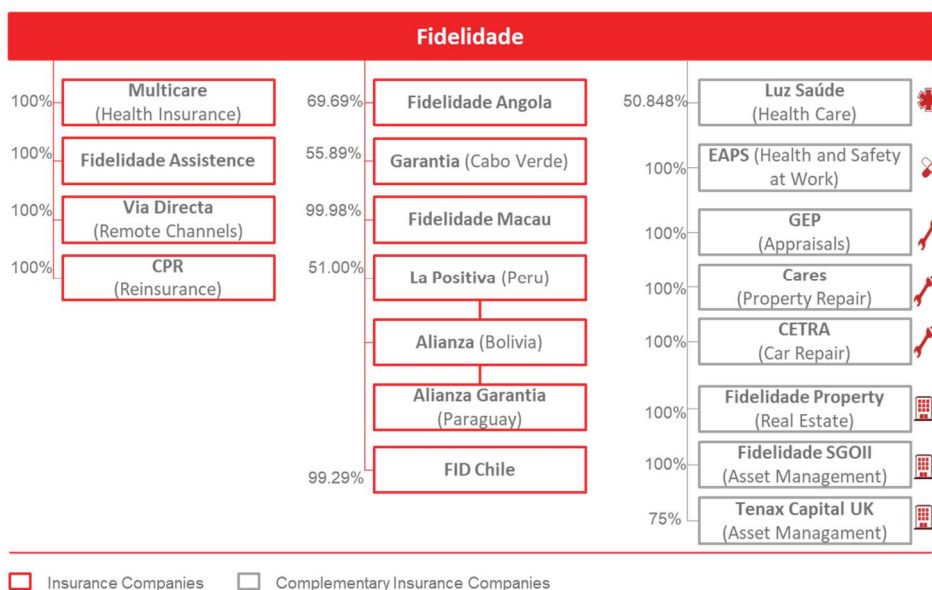 Fidelidade
100%
Multicare
(Health Insurance)
100%
Fidelidade Assistence
100%
Via Directa
(Remote Channels)
100%
CPR
(Reinsurance)
69.69%
Fidelidade Angola
55.89%
Garantia (Cabo Verde)
99.98%
Fidelidade Macau
51.00%
La Positiva (Peru)
Alianza (Bolivia)
Alianza Garantia
(Paraguay)
99.29%
FID Chile
50.848%
Luz Saúde
(Health Care)
100%
EAPS (Health and Safety
at Work)
100%
GEP
(Appraisals)
100%
Cares
(Property Repair)
100%
CETRA
(Car Repair)
100%
Fidelidade Property
(Real Estate)
100%
Fidelidade SGOII
(Asset Management)
75%
Tenax Capital UK
(Asset Managament)
Insurance Companies
Complementary Insurance Companies